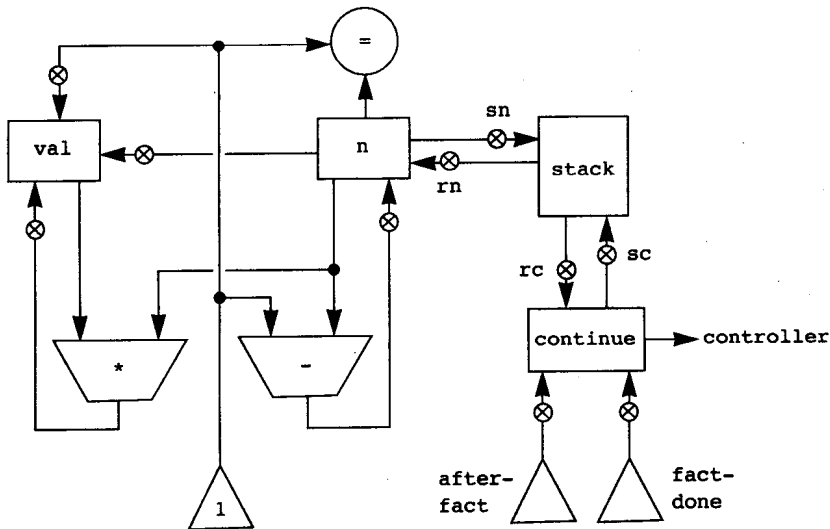 =
sn
val
n
stack
rn
rc
sc
continue
controller
*
-
after-
fact
fact-
done
1